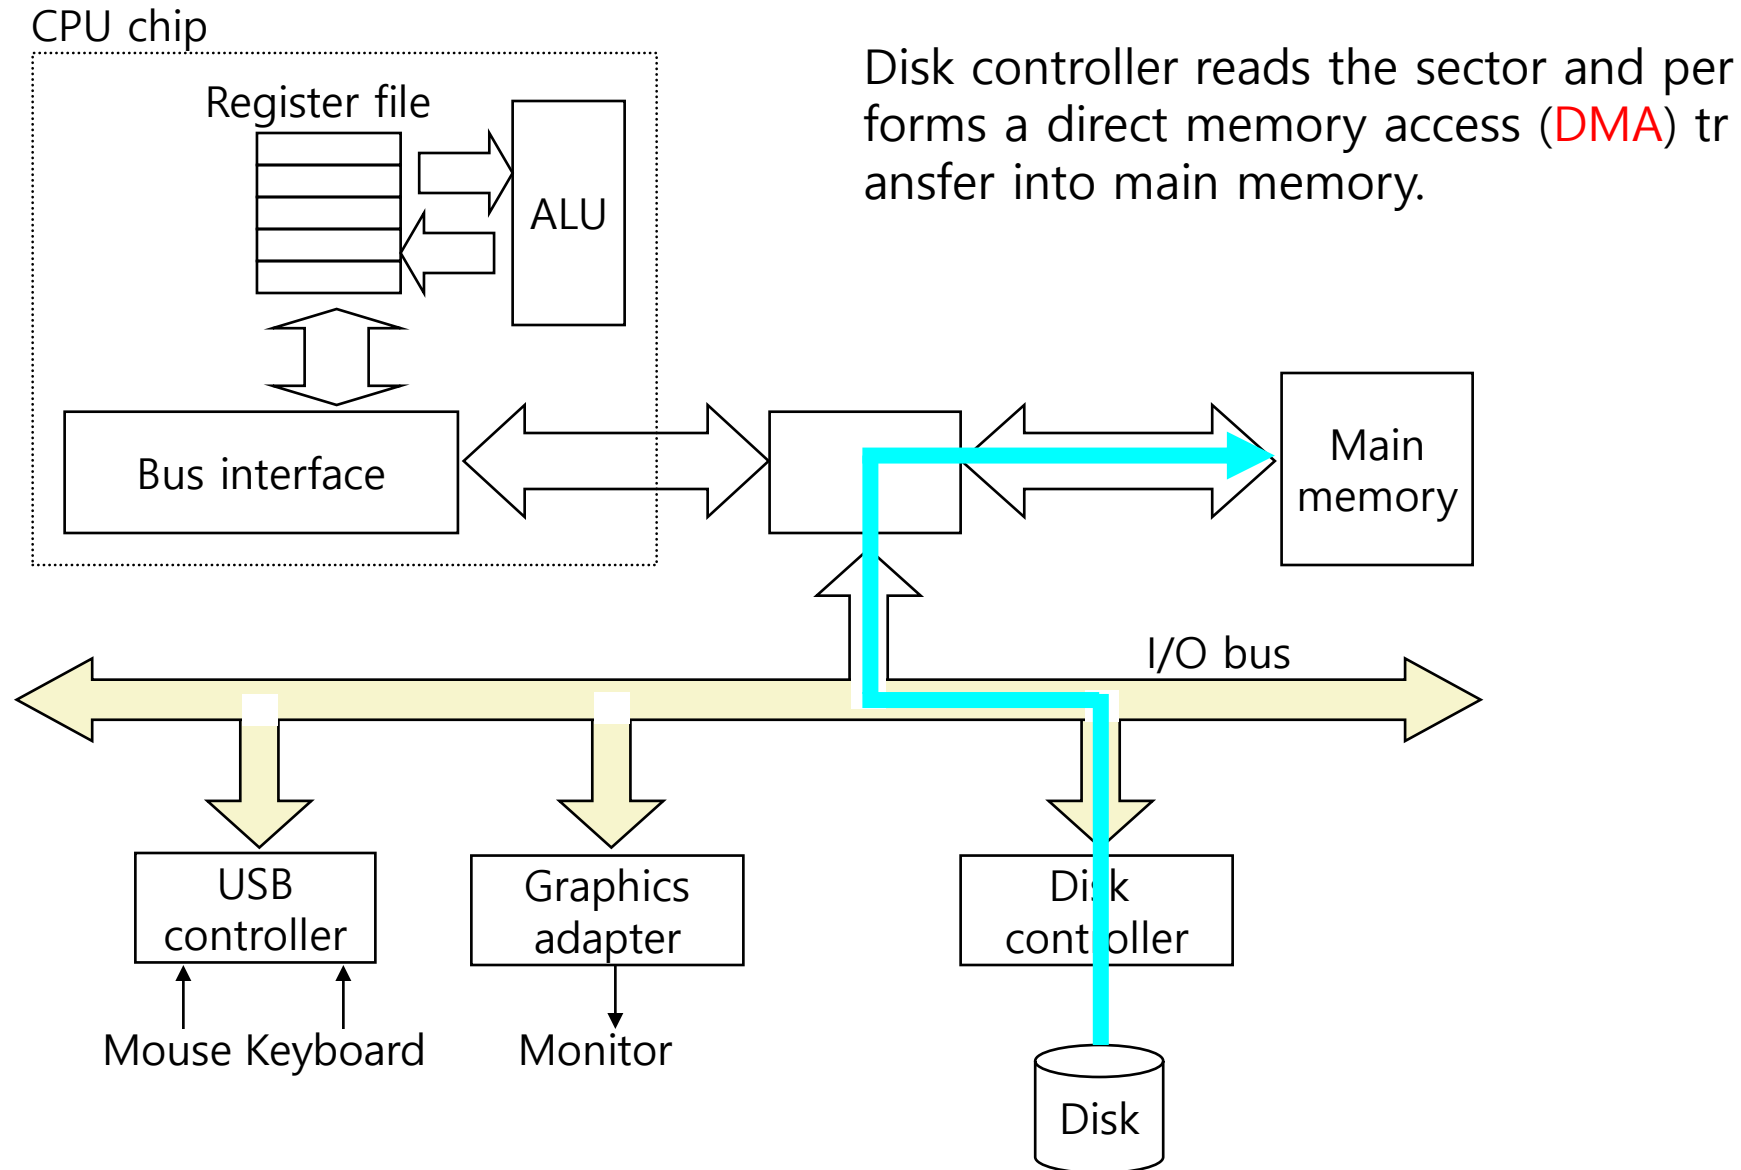 CPU chip
Disk controller reads the sector and per
forms a direct memory access (DMA) tr
ansfer into main memory.
Register file
ALU
Bus interface
Main
memory
I/O bus
USB
controller
Graphics
adapter
Disk
controller
Mouse Keyboard
Monitor
Disk